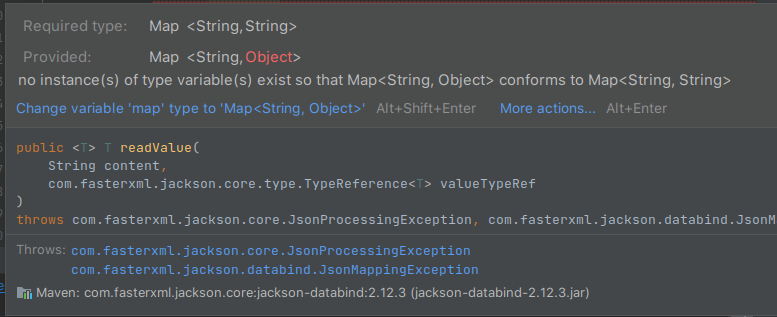 Required type: Map <String, String>
Provided: Map <String, Object>
no instance(s) of type variable(s) exist so that Map<String, Object> conforms to Map<String, String>
Change variable 'map' type to 'Map<String, Object>' Alt+Shift+Enter More actions... Alt+Enter
public <T> T readValue(
String content,
com.fasterxml.jackson.core.type.TypeReference<T> valueTypeRef
)
throws com.fasterxml.jackson.core.JsonProcessingException, com.fasterxml.jackson.databind.JsonM
Throws: com.fasterxml.jackson.core.JsonProcessingException
com.fasterxml.jackson.databind.JsonMappingException
Maven: com.fasterxml.jackson.core:jackson-databind:2.12.3 (jackson-databind-2.12.3.jar)